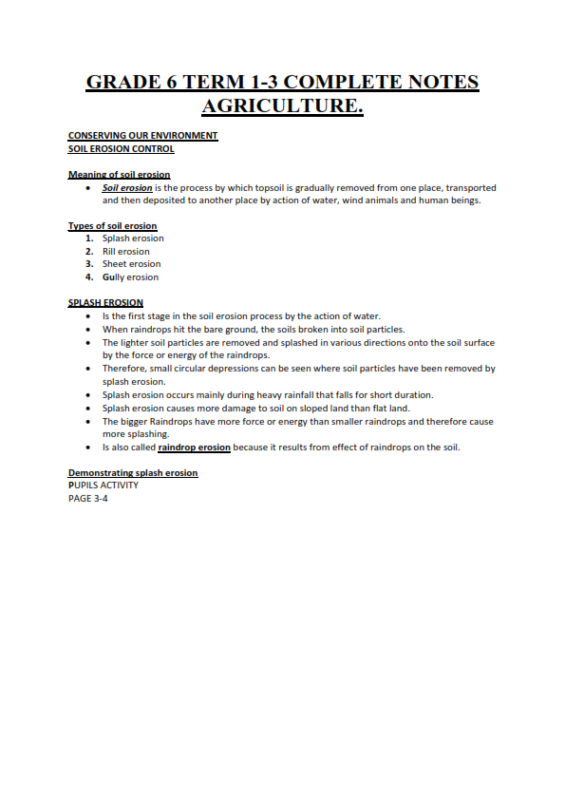 GRADE 6 TERM 1-3 COMPLETE NOTES
AGRICULTURE.
CONSERVING OUR ENVIRONMENT
SOIL EROSION CONTROL
Meaning of soil erosion
• Soil erosion is the process by which topsoil is gradually removed from one place, transported
and then deposited to another place by action of water, wind animals and human beings.
Types of soil erosion
1. Splash erosion
2. Rill erosion
3. Sheet erosion
4. Gully erosion
SPLASH EROSION
• Is the first stage in the soil erosion process by the action of water.
• When raindrops hit the bare ground, the soils broken into soil particles.
• The lighter soil particles are removed and splashed in various directions onto the soil surface
by the force or energy of the raindrops.
• Therefore, small circular depressions can be seen where soil particles have been removed by
splash erosion.
• Splash erosion occurs mainly during heavy rainfall that falls for short duration.
• Splash erosion causes more damage to soil on sloped land than flat land.
• The bigger Raindrops have more force or energy than smaller raindrops and therefore cause
more splashing.
• Is also called raindrop erosion because it results from effect of raindrops on the soil.
Demonstrating splash erosion
PUPILS ACTIVITY
PAGE 3-4